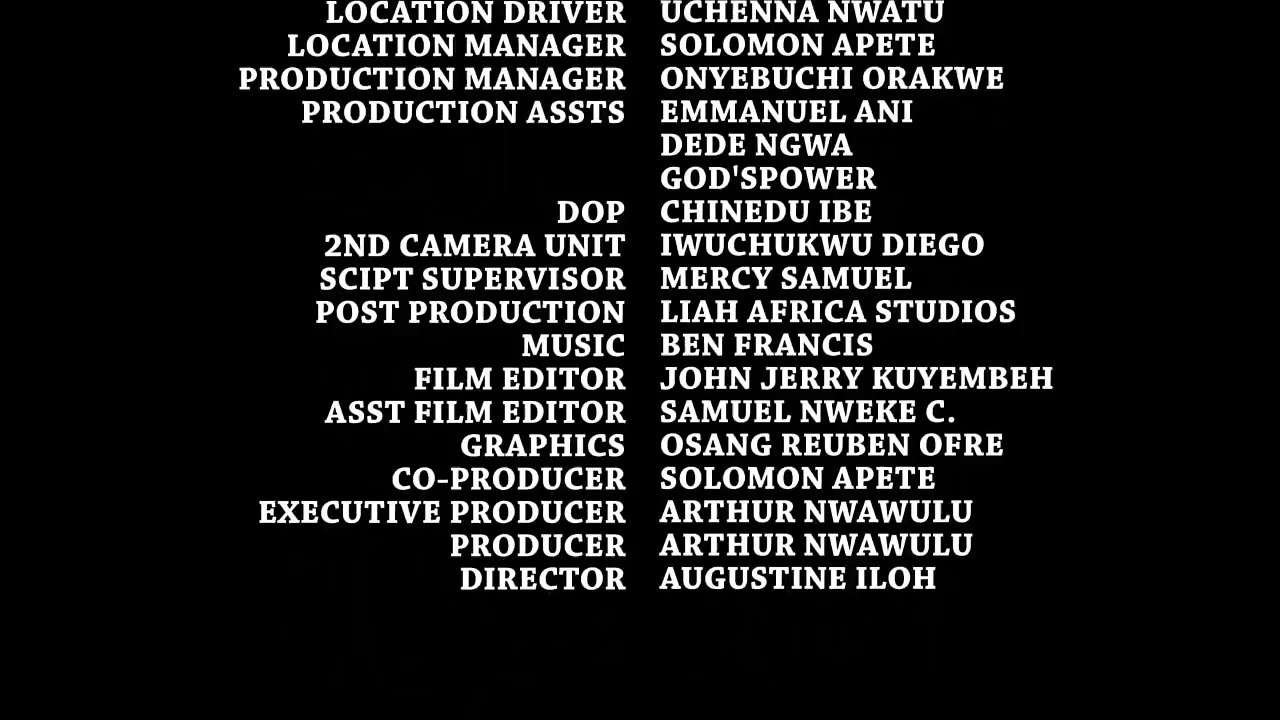 LOCATION DRIVER UCHENNA NWATU
LOCATION MANAGER SOLOMON APETE
PRODUCTION MANAGER ONYEBUCHI ORAKWE
PRODUCTION ASSTS EMMANUEL ANI
DEDE NGWA
GOD'SPOWER
DOP CHINEDU IBE
2ND CAMERA UNIT IWUCHUKWU DIEGO
SCIPT SUPERVISOR MERCY SAMUEL
POST PRODUCTION LIAH AFRICA STUDIOS
MUSIC BEN FRANCIS
FILM EDITOR JOHN JERRY KUYEMBEH
ASST FILM EDITOR SAMUEL NWEKE C.
GRAPHICS OSANG REUBEN OFRE
CO-PRODUCER SOLOMON APETE
EXECUTIVE PRODUCER ARTHUR NWAWULU
PRODUCER ARTHUR NWAWULU
DIRECTOR AUGUSTINE ILOH